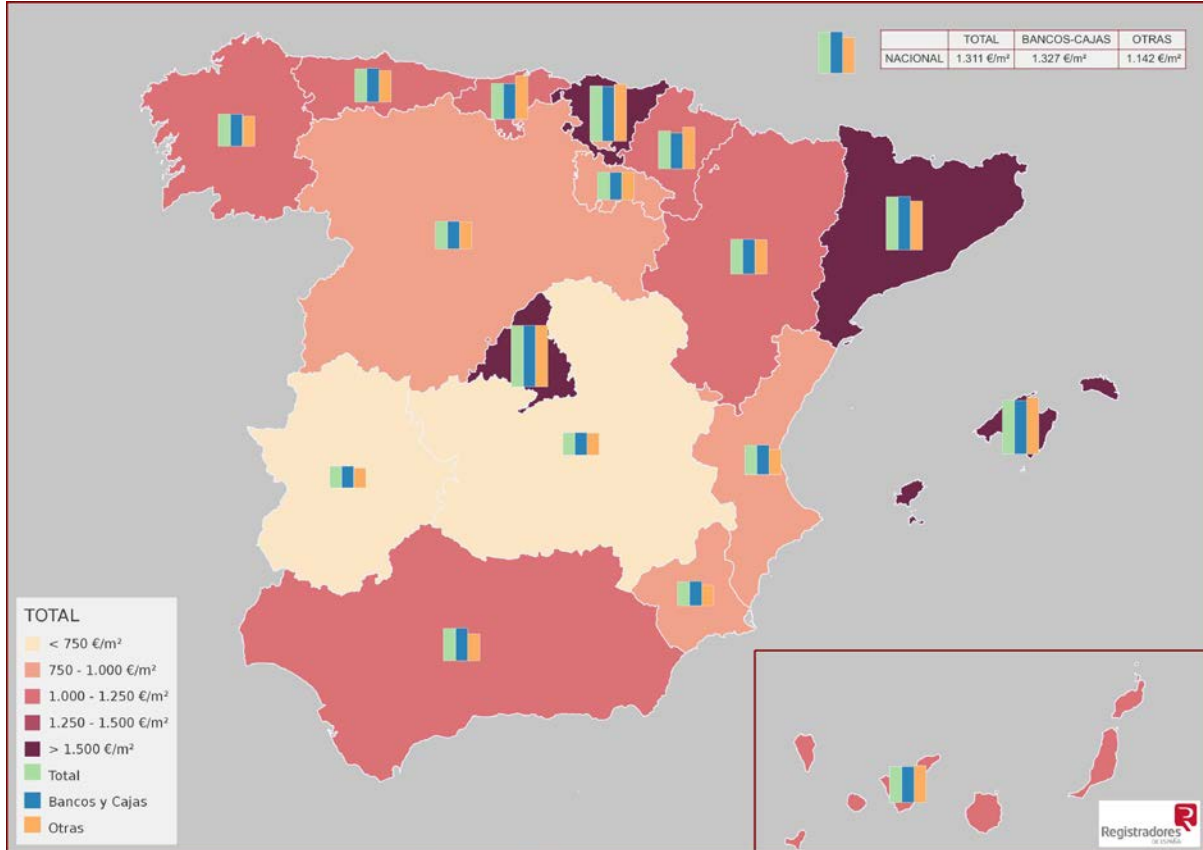 TOTAL BANCOS-CAJAS OTRAS
NACIONAL 1.311 €/m² 1.327 €/m² 1.142 €/m²
TOTAL
< 750 €/m²
750 - 1.000 €/m²
1.000 - 1.250 €/m²
1.250 - 1.500 €/m²
> 1.500 €/m²
Total
Bancos y Cajas
Otras
Registradores
DE ESPAÑA